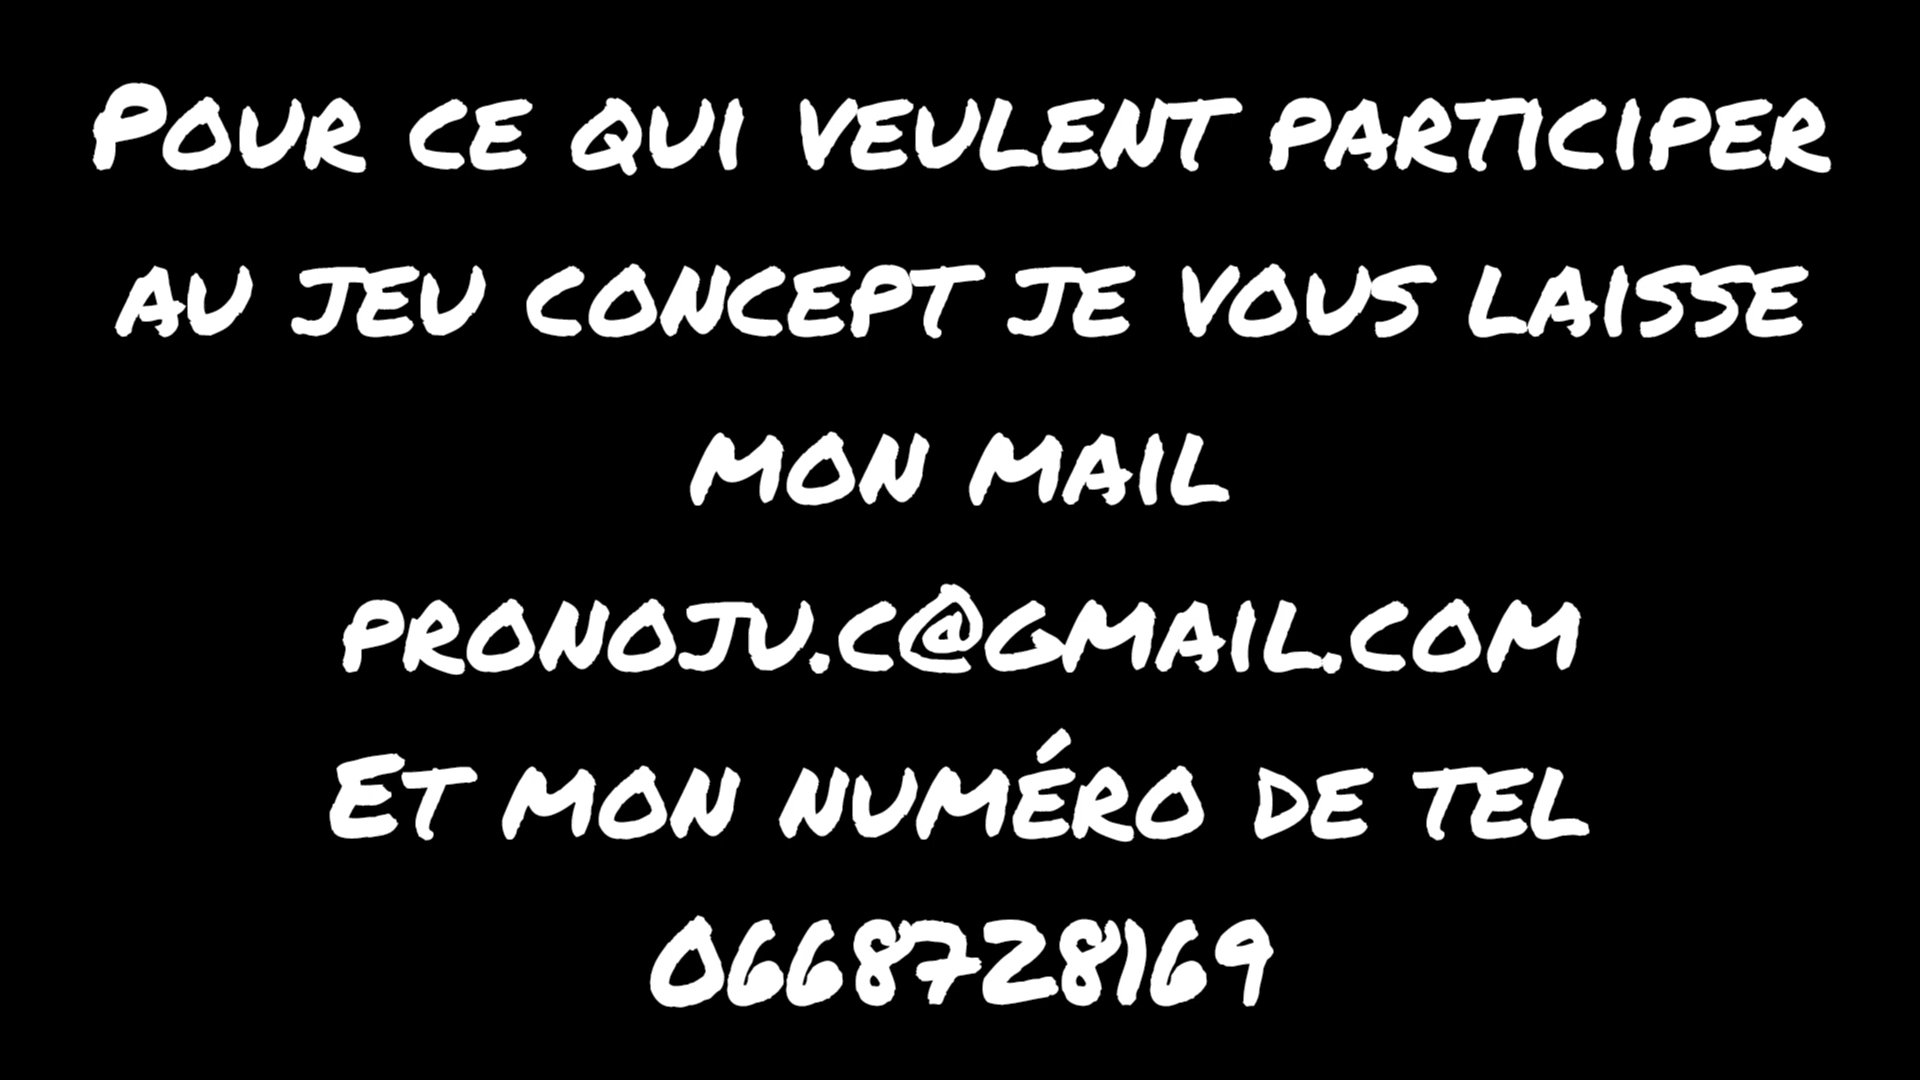 Pour ce qui veulent participer
au jeu concept je vous laisse
mon mail
pronoju.c@gmail.com
Et mon numéro de tel
0668728169